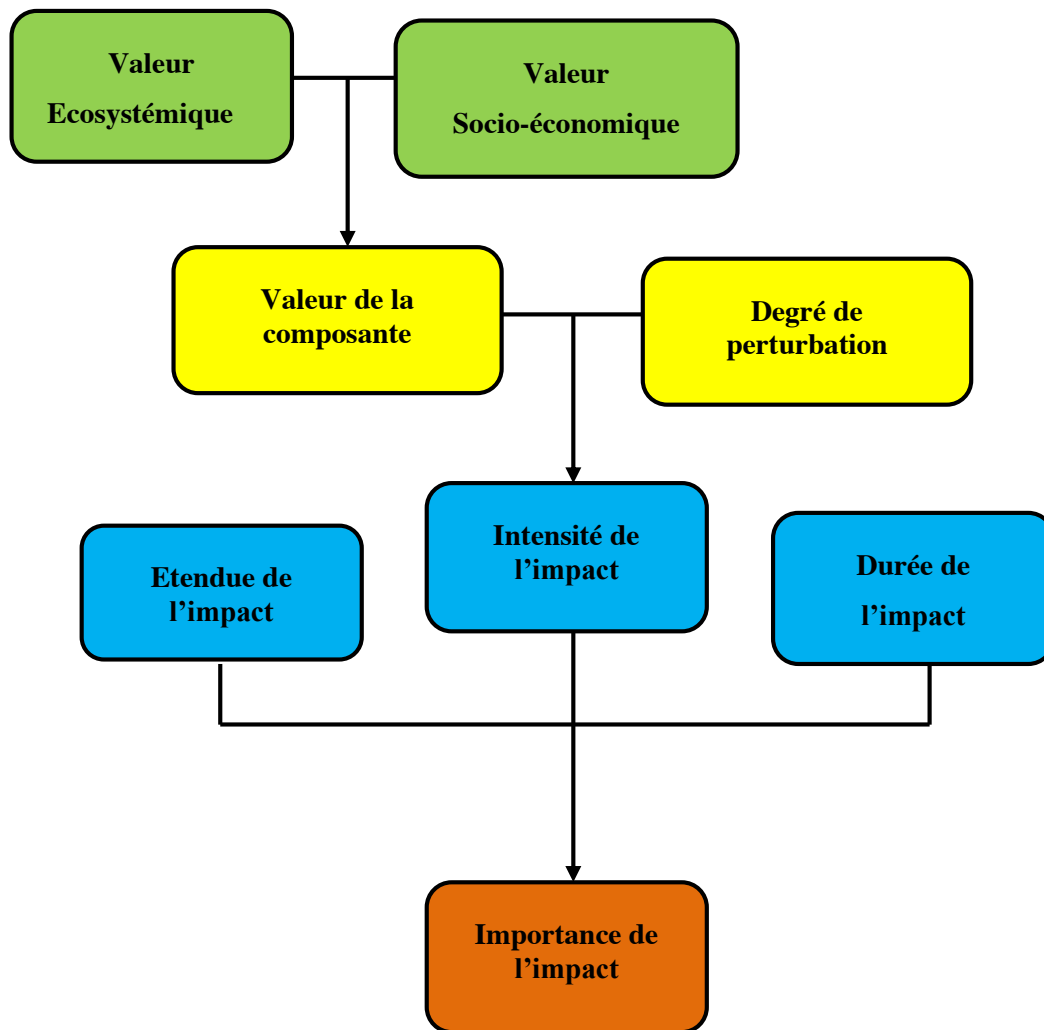 Valeur
Ecosystémique
Valeur
Socio-économique
Valeur de la
composante
Degré de
perturbation
Intensité de
l’impact
Etendue de
l’impact
Durée de
l’impact
Importance de
l’impact